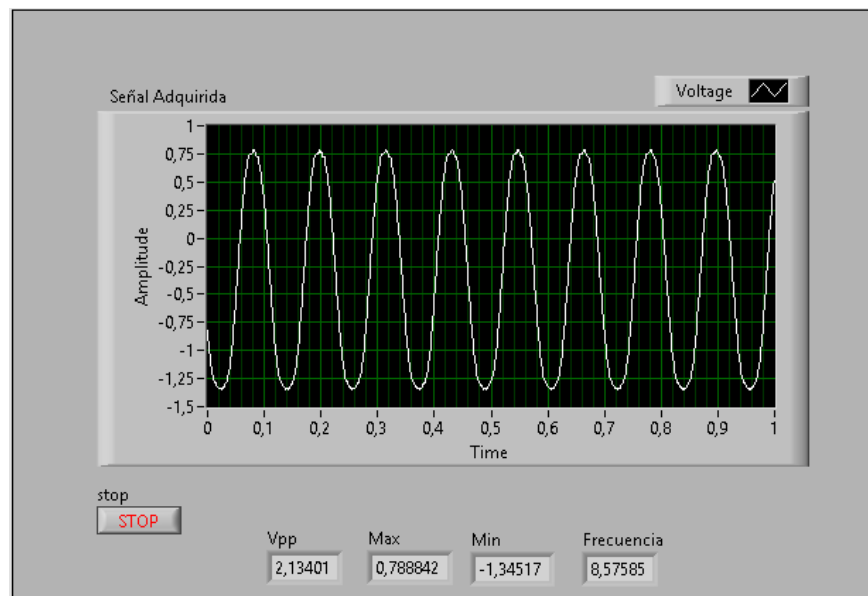 Señal Adquirida
Voltage
1
0,75
0,5
0,25
0
-0,25
-0,5
-0,75
-1
-1,25
-1,5
Amplitude
0 0,1 0,2 0,3 0,4 0,5 0,6 0,7 0,8 0,9 1
Time
stop
STOP
Vpp Max Min Frecuencia
2,13401 0,788842 -1,34517 8,57585